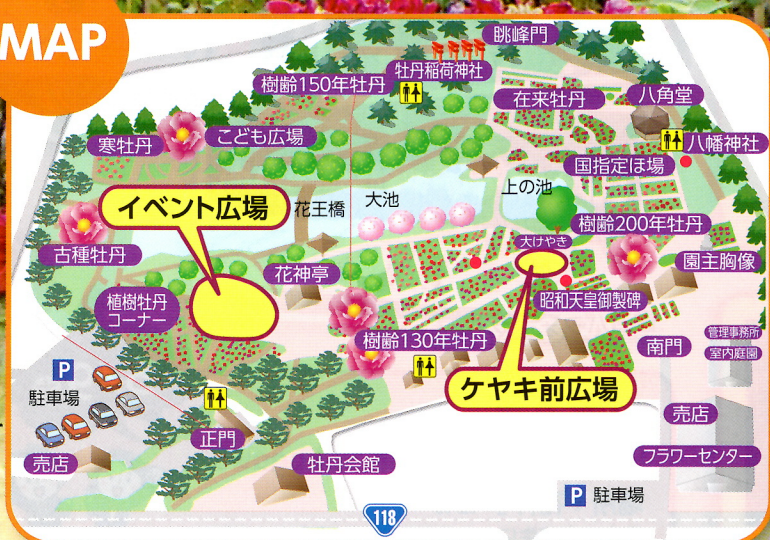 MAP
眺峰門
牡丹稲荷神社
樹齢150年牡丹
在来牡丹
八角堂
こども広場
寒牡丹
八幡神社
国指定ほ場
イベント広場
花王橋
大池
上の池
樹齢200年牡丹
大けやき
古種牡丹
花神亭
園主胸像
植樹牡丹
コーナー
昭和天皇御製碑
樹齢130年牡丹
管理事務所
南門
室内庭園
P
駐車場
ケヤキ前広場
売店
正門
売店
牡丹会館
フラワーセンター
P 駐車場
118